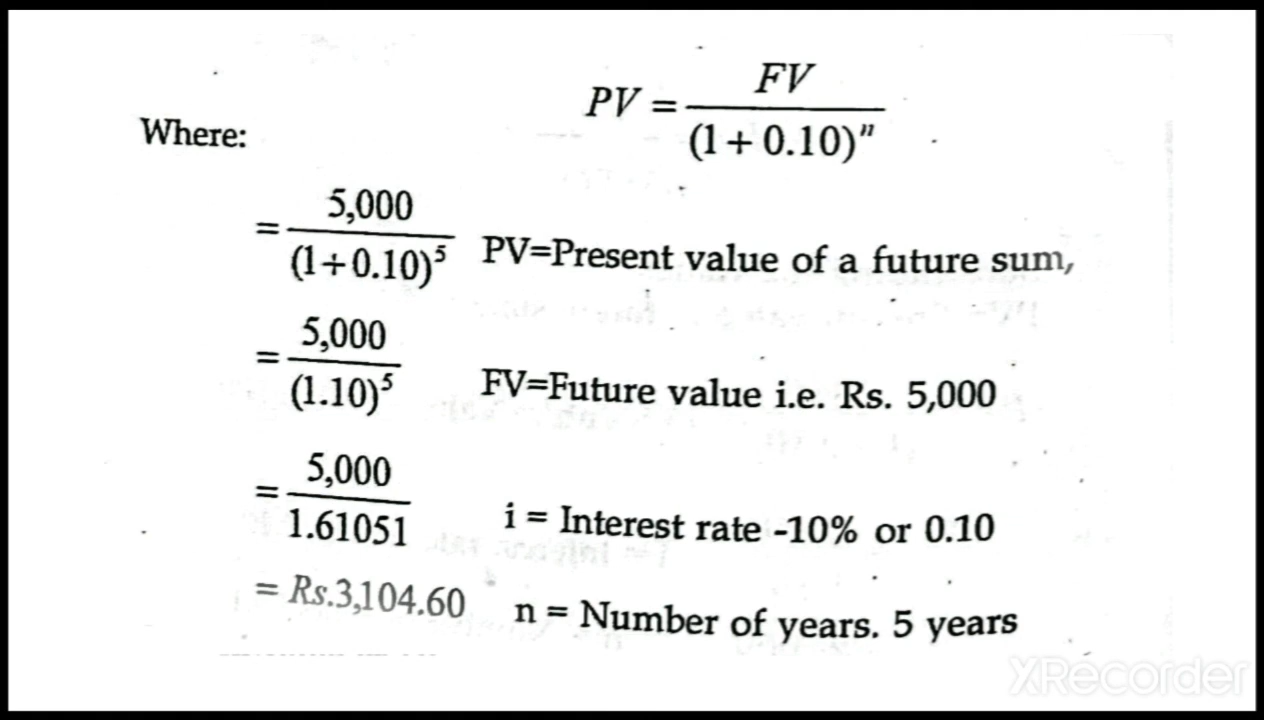 PV = FV / (1 + 0.10)ⁿ
Where:
= 5,000 / (1+0.10)⁵ PV=Present value of a future sum,
= 5,000 / (1.10)⁵ FV=Future value i.e. Rs. 5,000
= 5,000 / 1.61051 i = Interest rate -10% or 0.10
= Rs.3,104.60 n = Number of years. 5 years
XRecorder